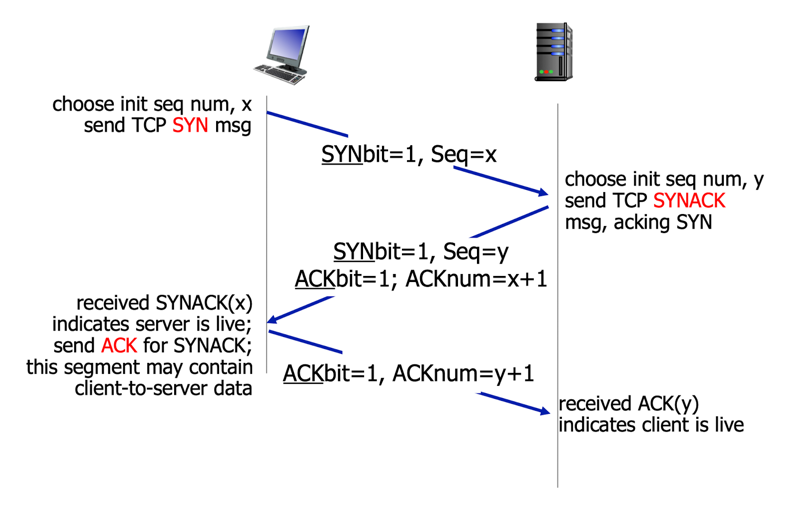 choose init seq num, x
send TCP SYN msg
SYNbit=1, Seq=x
choose init seq num, y
send TCP SYNACK
msg, acking SYN
SYNbit=1, Seq=y
ACKbit=1; ACKnum=x+1
received SYNACK(x)
indicates server is live;
send ACK for SYNACK;
this segment may contain
client-to-server data
ACKbit=1, ACKnum=y+1
received ACK(y)
indicates client is live